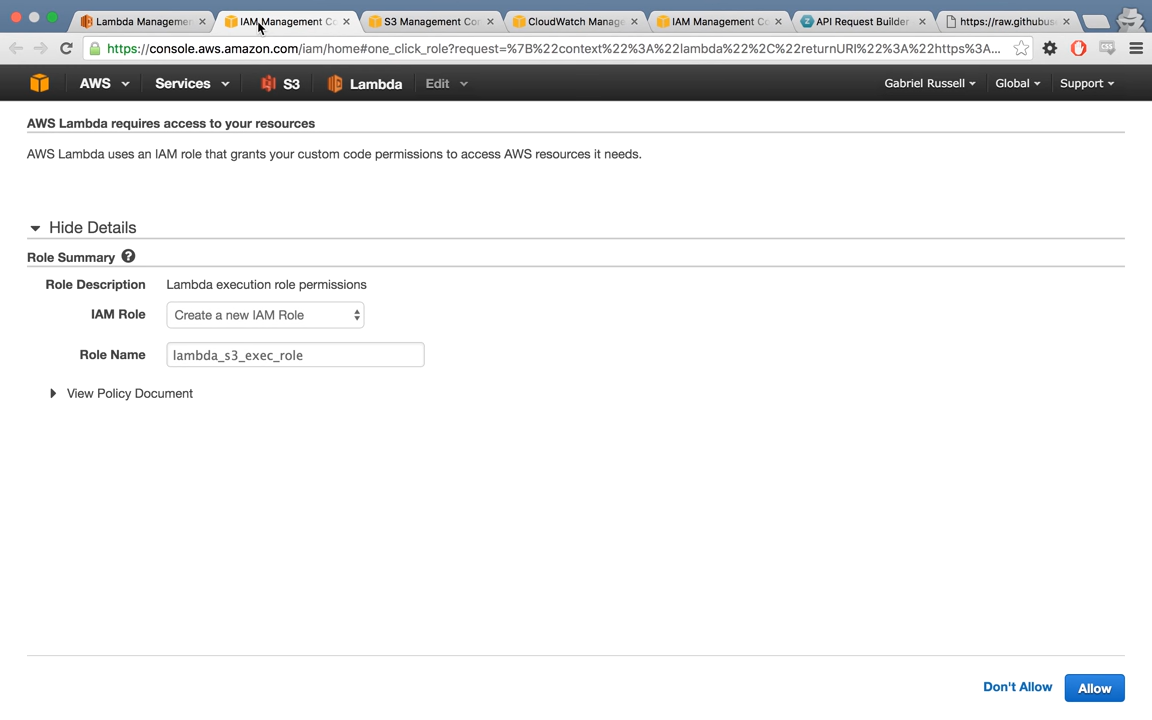 Lambda Managemen
IAM Management Co
S3 Management Con
CloudWatch Manage
IAM Management Co
API Request Builder
https://raw.githubus
https://console.aws.amazon.com/iam/home#one_click_role?request=%7B%22context%22%3A%22lambda%22%2C%22returnURI%22%3A%22https%3A...
CSS
AWS Services S3 Lambda Edit Gabriel Russell Global Support
AWS Lambda requires access to your resources
AWS Lambda uses an IAM role that grants your custom code permissions to access AWS resources it needs.
Hide Details
Role Summary ?
Role Description Lambda execution role permissions
IAM Role Create a new IAM Role
Role Name lambda_s3_exec_role
View Policy Document
Don't Allow Allow